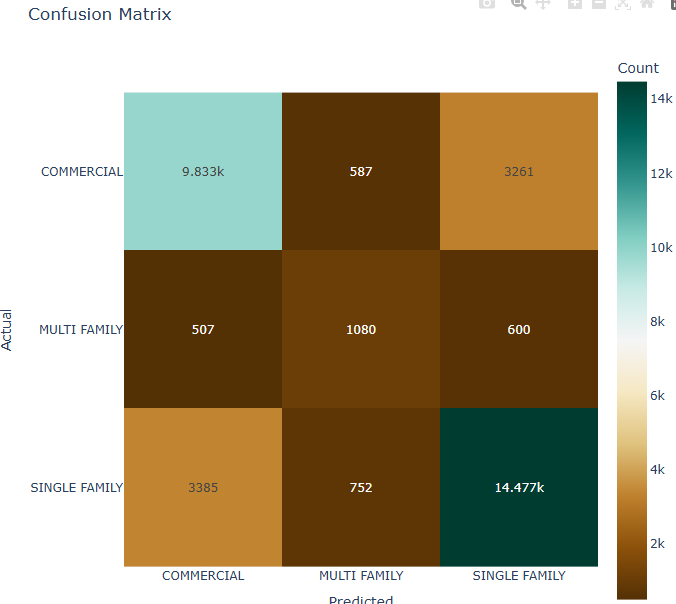 Confusion Matrix
Count
14k
12k
10k
8k
6k
4k
2k
Actual
COMMERCIAL 9.833k 587 3261
MULTI FAMILY 507 1080 600
SINGLE FAMILY 3385 752 14.477k
COMMERCIAL MULTI FAMILY SINGLE FAMILY
Predicted